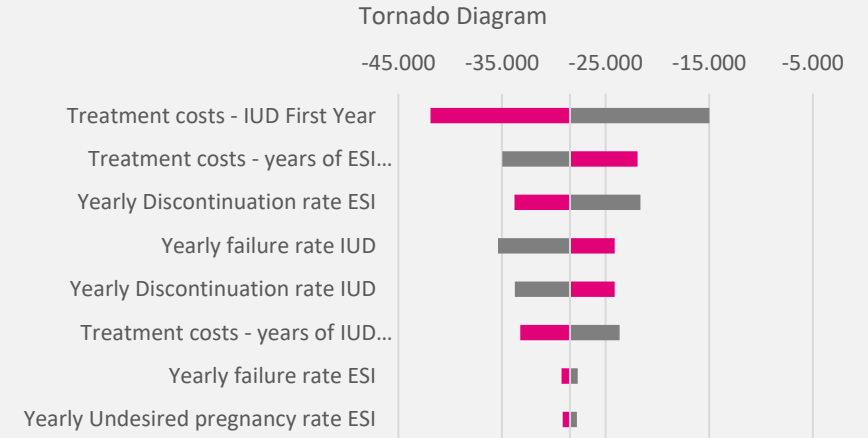 Tornado Diagram
-45.000 -35.000 -25.000 -15.000 -5.000
Treatment costs - IUD First Year
Treatment costs - years of ESI...
Yearly Discontinuation rate ESI
Yearly failure rate IUD
Yearly Discontinuation rate IUD
Treatment costs - years of IUD...
Yearly failure rate ESI
Yearly Undesired pregnancy rate ESI